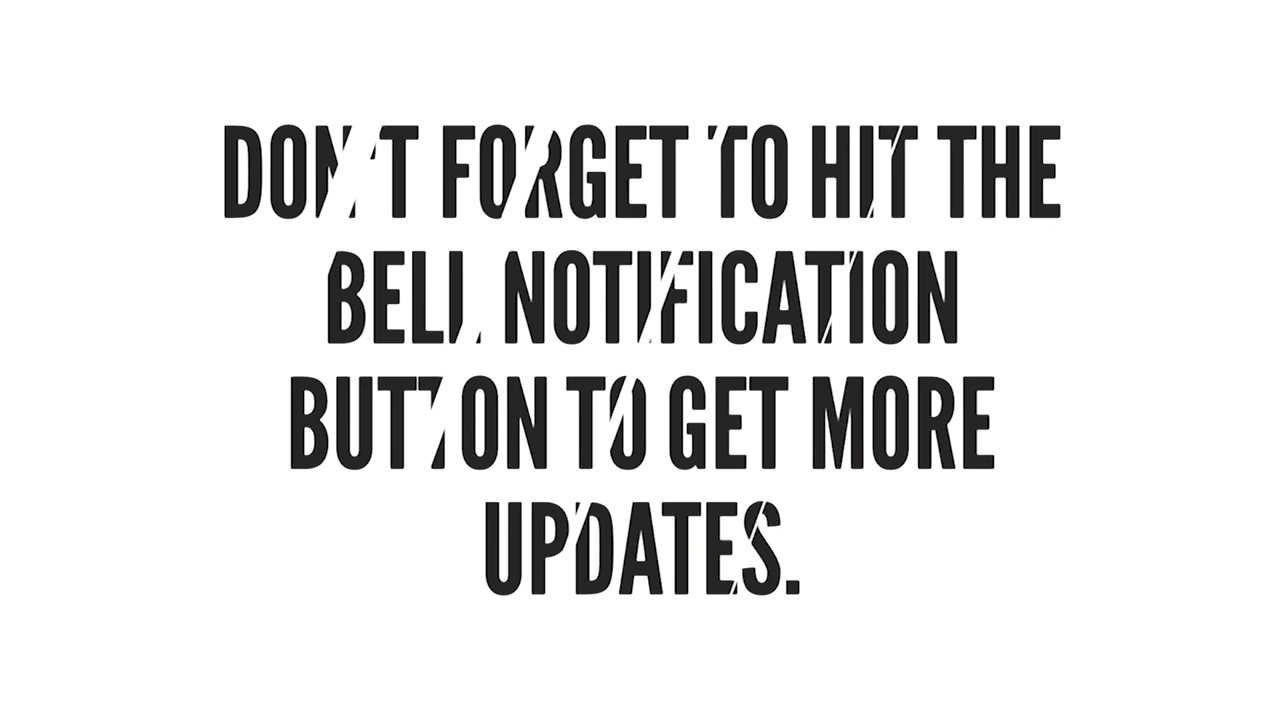 DON'T FORGET TO HIT THE
BELL NOTIFICATION
BUTTON TO GET MORE
UPDATES.